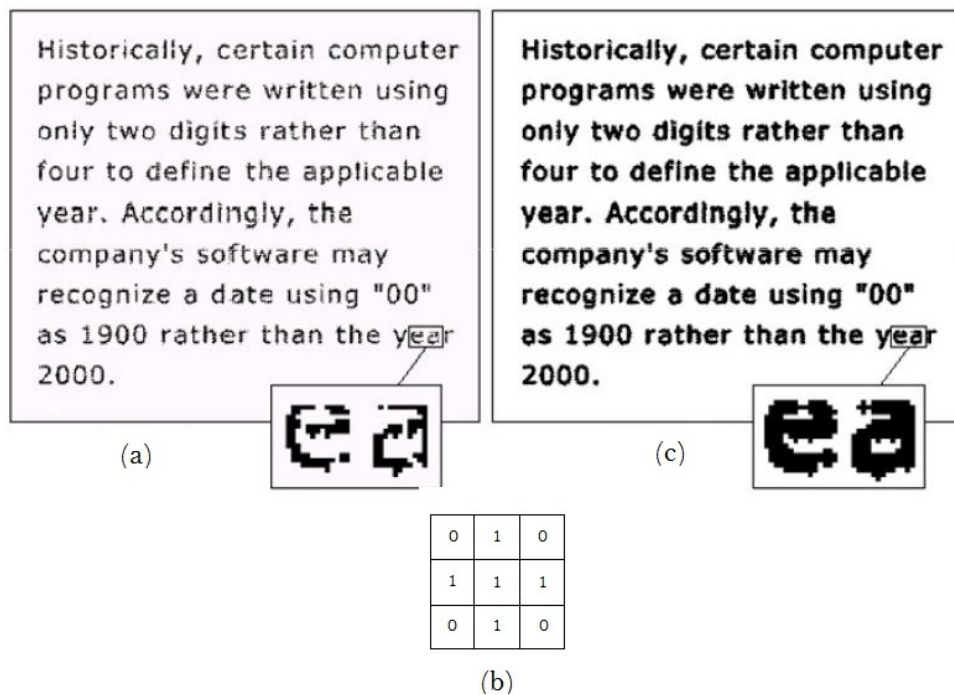 Historically, certain computer
programs were written using
only two digits rather than
four to define the applicable
year. Accordingly, the
company's software may
recognize a date using "00"
as 1900 rather than the year
2000.
ea
(a)
Historically, certain computer
programs were written using
only two digits rather than
four to define the applicable
year. Accordingly, the
company's software may
recognize a date using "00"
as 1900 rather than the year
2000.
ea
(c)
0 1 0
1 1 1
0 1 0
(b)